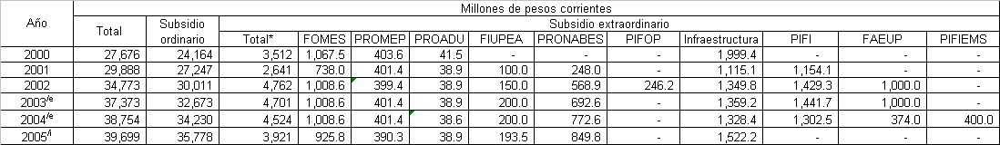 Año Millones de pesos corrientes
Total Subsidio ordinario Subsidio extraordinario
Total* FOMES PROMEP PROADU FIUPEA PRONABES PIFOP Infraestructura PIFI FAEUP PIFIEMS
2000 27,676 24,164 3,512 1,067.5 403.6 41.5 - - - 1,999.4 - - -
2001 29,888 27,247 2,641 738.0 401.4 38.9 100.0 248.0 - 1,115.1 1,154.1 - -
2002 34,773 30,011 4,762 1,008.6 399.4 38.9 150.0 568.9 246.2 1,349.8 1,429.3 1,000.0 -
2003/e 37,373 32,673 4,701 1,008.6 401.4 38.9 200.0 692.6 - 1,359.2 1,441.7 1,000.0 -
2004/e 38,754 34,230 4,524 1,008.6 401.4 38.6 200.0 772.6 - 1,328.4 1,302.5 374.0 400.0
2005/i 39,699 35,778 3,921 925.8 390.3 38.9 193.5 849.8 - 1,522.2 - - -